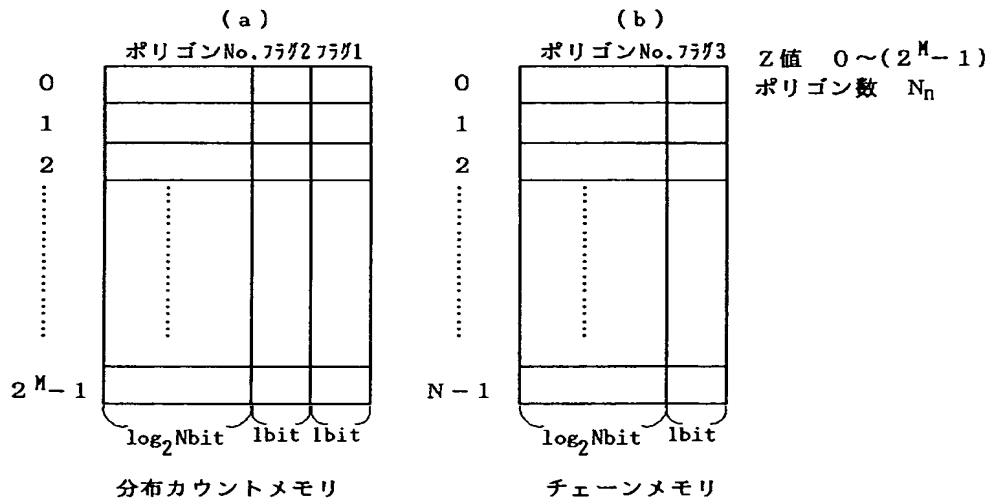 (a)
ポリゴンNo. フラグ2 フラグ1
0
1
2
2^M-1
log₂Nbit 1bit 1bit
分布カウントメモリ
(b)
ポリゴンNo. フラグ3
0
1
2
N-1
log₂Nbit 1bit
チェーンメモリ
Z値 0~(2^M-1)
ポリゴン数 Nn